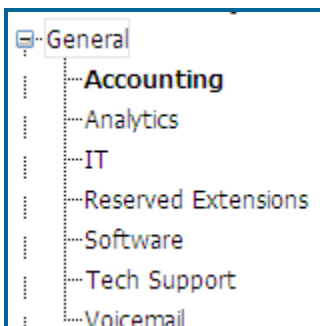 General
Accounting
Analytics
IT
Reserved Extensions
Software
Tech Support
Voicemail